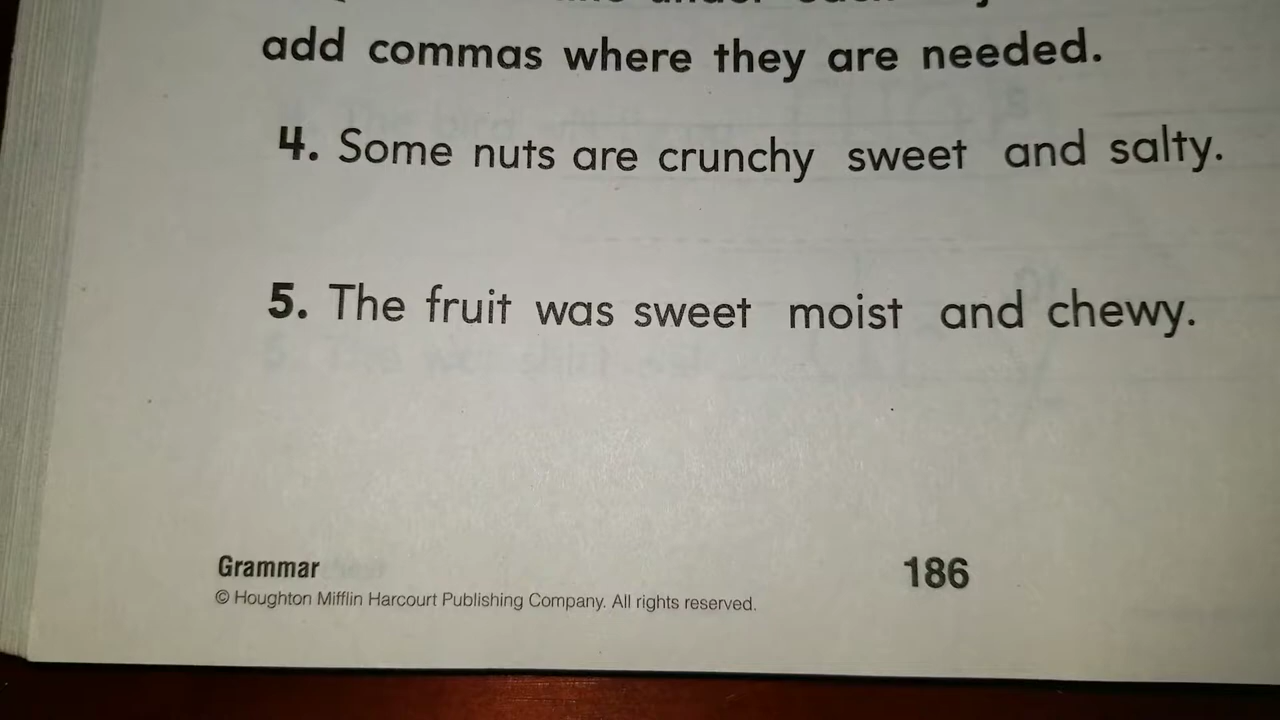 add commas where they are needed.
4. Some nuts are crunchy sweet and salty.
5. The fruit was sweet moist and chewy.
Grammar
186
© Houghton Mifflin Harcourt Publishing Company. All rights reserved.